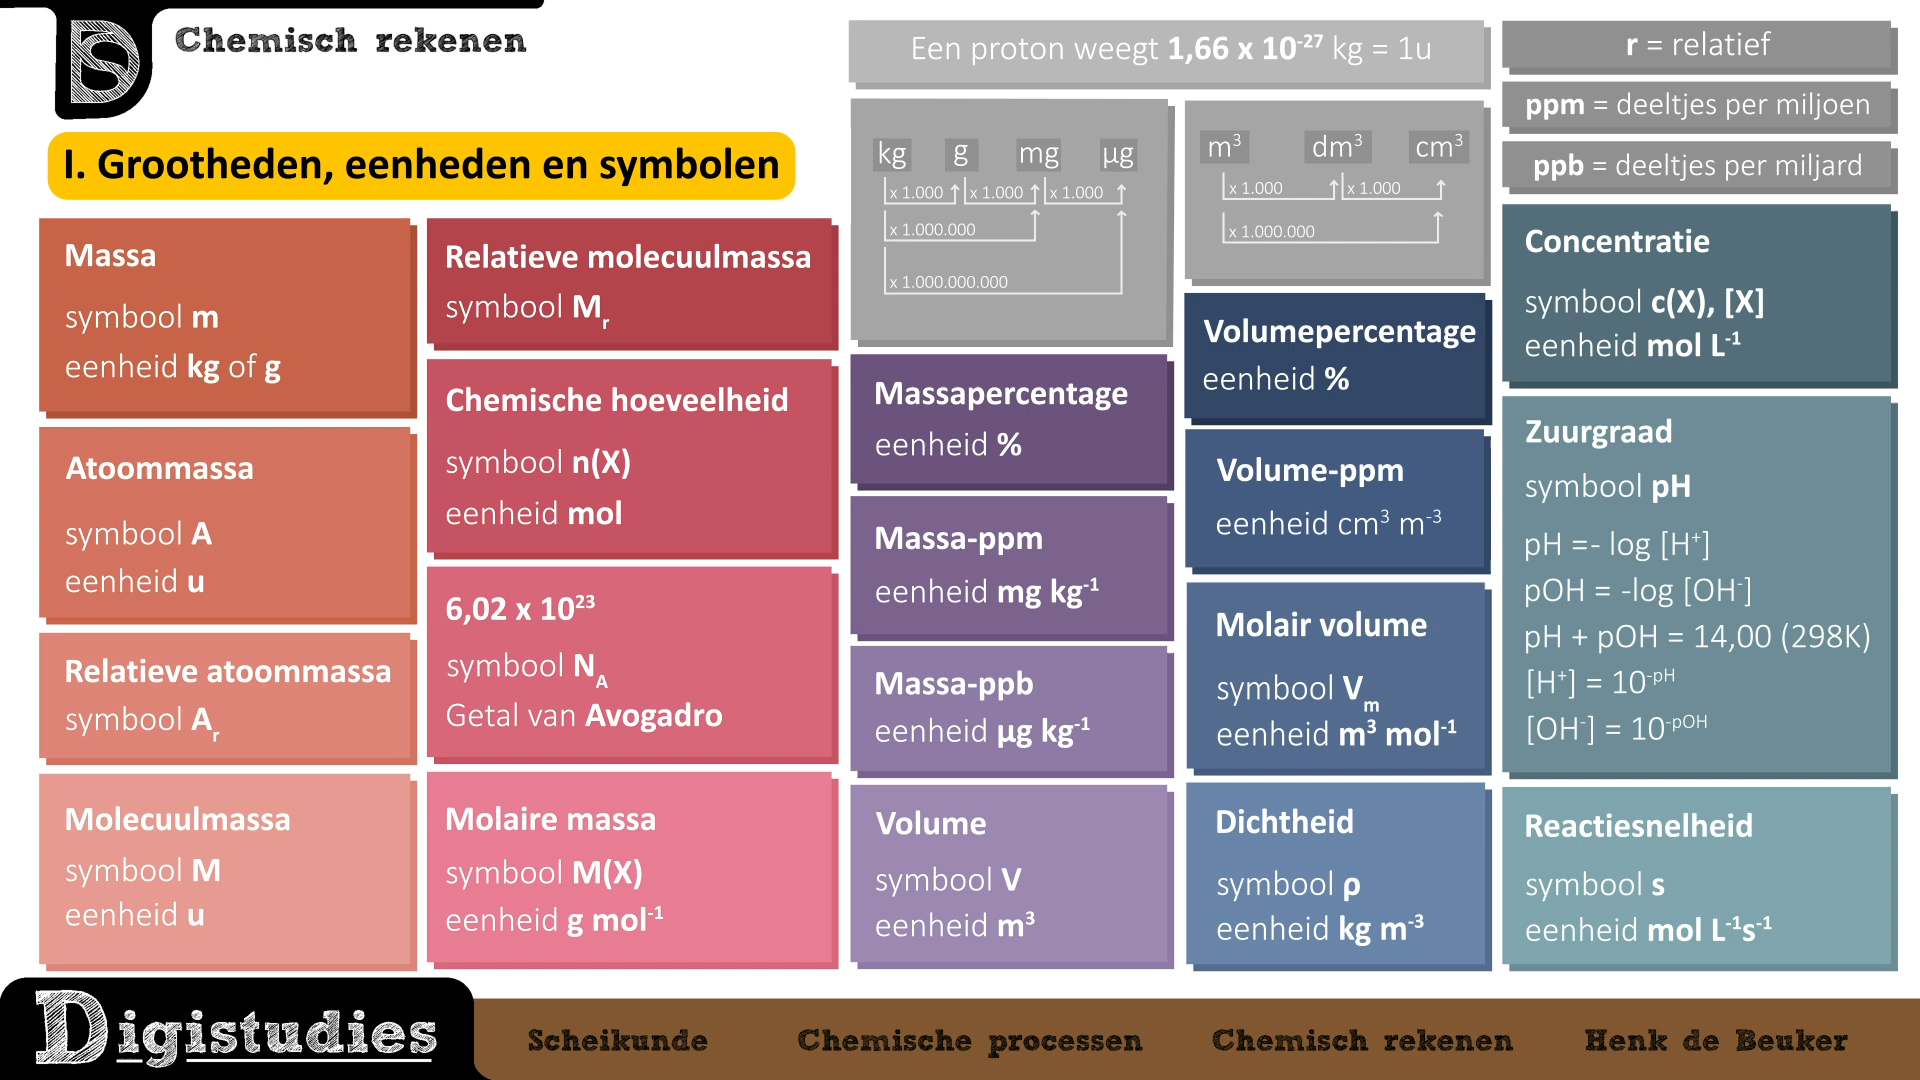 DS
Chemisch rekenen
I. Grootheden, eenheden en symbolen
Massa
symbool m
eenheid kg of g
Atoommassa
symbool A
eenheid u
Relatieve atoommassa
symbool Aᵣ
Molecuulmassa
symbool M
eenheid u
Relatieve molecuulmassa
symbool Mᵣ
Chemische hoeveelheid
symbool n(X)
eenheid mol
6,02 x 10²³
symbool N_A
Getal van Avogadro
Molaire massa
symbool M(X)
eenheid g mol⁻¹
Een proton weegt 1,66 x 10⁻²⁷ kg = 1u
kg g mg µg
x 1.000 x 1.000 x 1.000
x 1.000.000
x 1.000.000.000
Massapercentage
eenheid %
Massa-ppm
eenheid mg kg⁻¹
Massa-ppb
eenheid µg kg⁻¹
Volume
symbool V
eenheid m³
m³ dm³ cm³
x 1.000 x 1.000
x 1.000.000
Volumepercentage
eenheid %
Volume-ppm
eenheid cm³ m⁻³
Molair volume
symbool Vₘ
eenheid m³ mol⁻¹
Dichtheid
symbool ρ
eenheid kg m⁻³
r = relatief
ppm = deeltjes per miljoen
ppb = deeltjes per miljard
Concentratie
symbool c(X), [X]
eenheid mol L⁻¹
Zuurgraad
symbool pH
pH =- log [H⁺]
pOH = -log [OH⁻]
pH + pOH = 14,00 (298K)
[H⁺] = 10⁻ᵖᴴ
[OH⁻] = 10⁻ᵖᴼᴴ
Reactiesnelheid
symbool s
eenheid mol L⁻¹s⁻¹
Digistudies
Scheikunde Chemische processen Chemisch rekenen Henk de Beuker